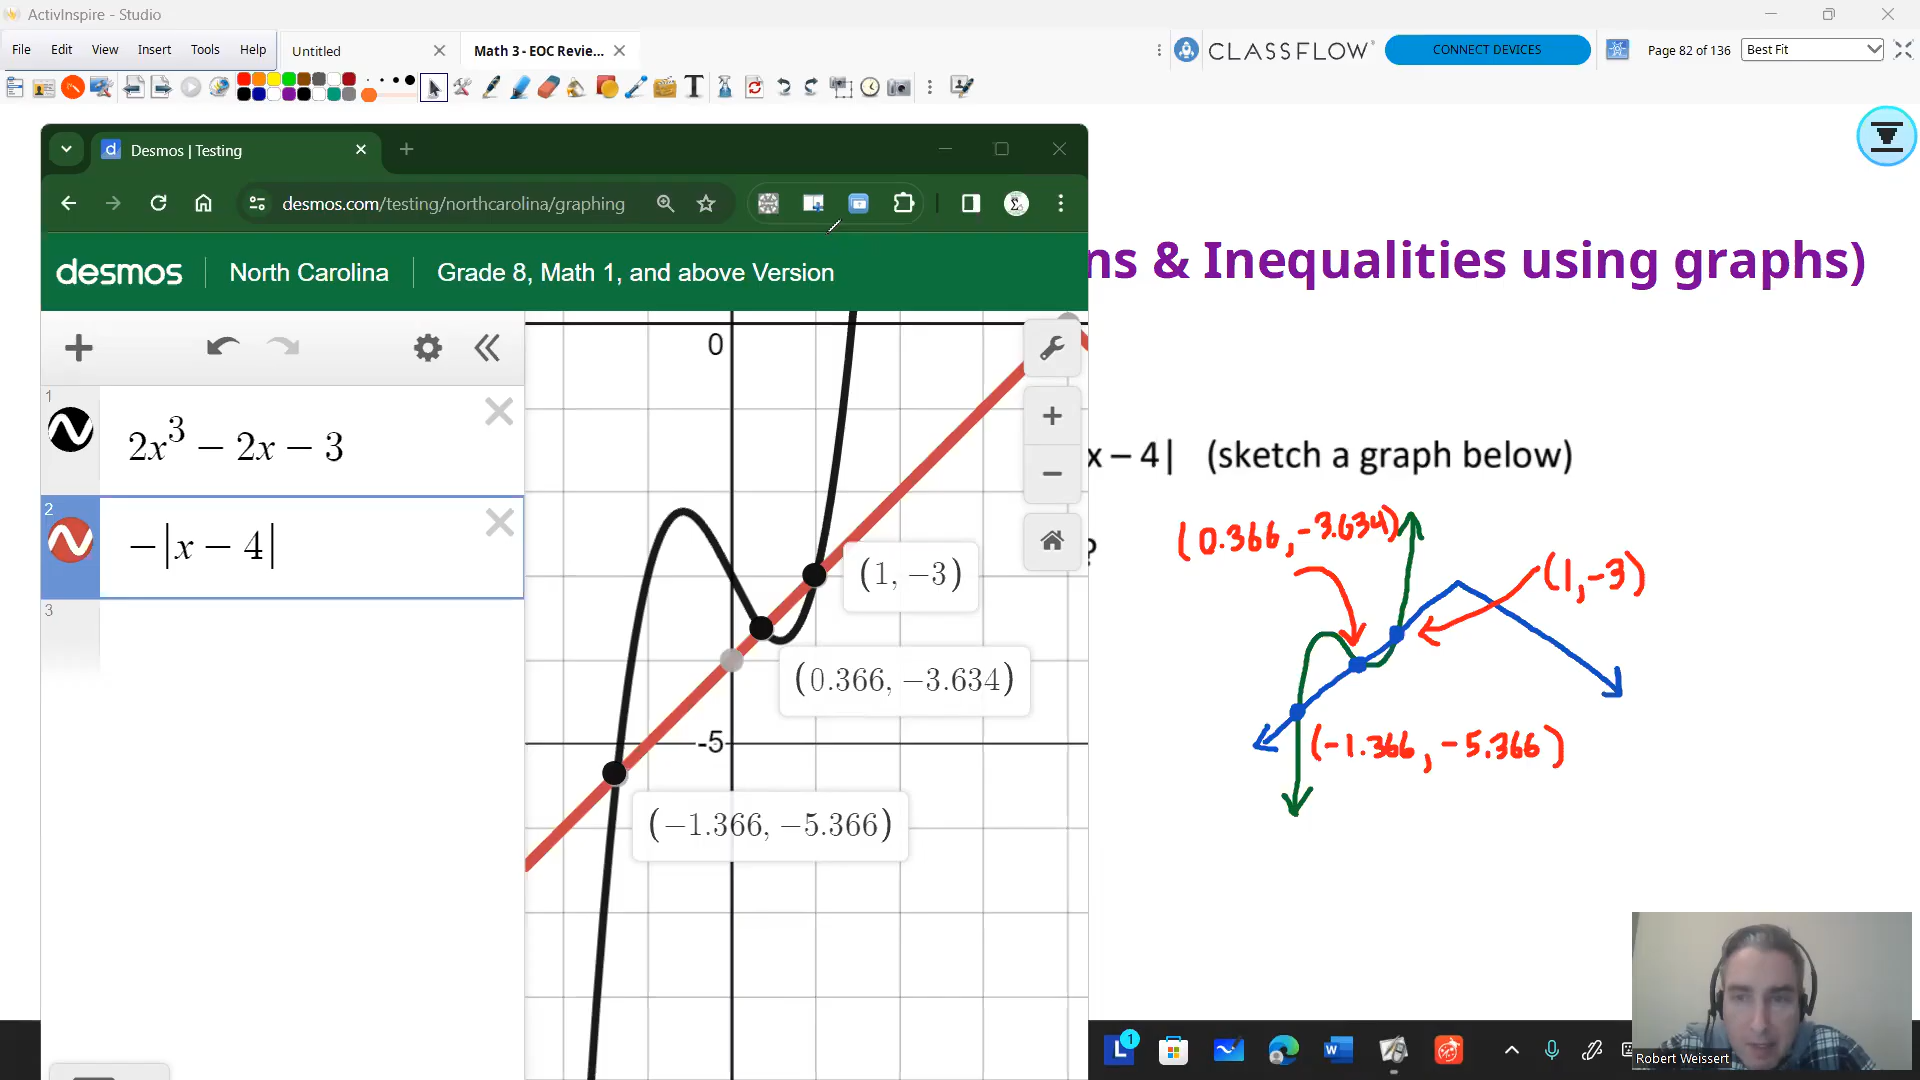 ActivInspire - Studio
File Edit View Insert Tools Help
Untitled
Math 3 - EOC Revie...
CLASSFLOW
CONNECT DEVICES
Page 82 of 136
Best Fit
Desmos | Testing
desmos.com/testing/northcarolina/graphing
desmos North Carolina Grade 8, Math 1, and above Version
ns & Inequalities using graphs)
x – 4| (sketch a graph below)
?
1
2x³ − 2x − 3
2
−|x − 4|
3
0
-5
(1, −3)
(0.366, −3.634)
(−1.366, −5.366)
(0.366, -3.634)
(1, -3)
(-1.366, -5.366)
L 1
Robert Weissert